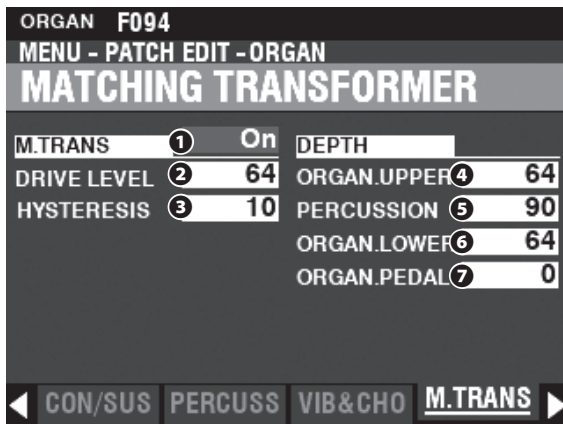 ORGAN F094
MENU - PATCH EDIT - ORGAN
MATCHING TRANSFORMER
M.TRANS 1 On
DRIVE LEVEL 2 64
HYSTERESIS 3 10
DEPTH
ORGAN.UPPER 4 64
PERCUSSION 5 90
ORGAN.LOWER 6 64
ORGAN.PEDAL 7 0
CON/SUS PERCUSS VIB&CHO M.TRANS